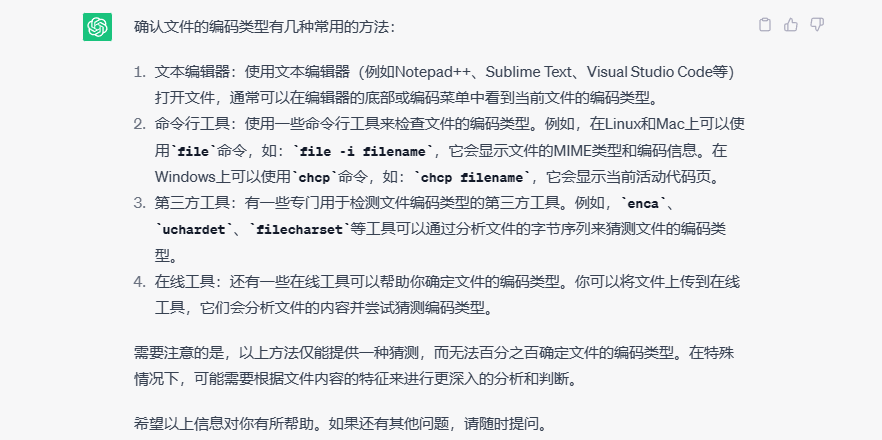 确认文件的编码类型有几种常用的方法：
1. 文本编辑器：使用文本编辑器（例如Notepad++、Sublime Text、Visual Studio Code等）
打开文件，通常可以在编辑器的底部或编码菜单中看到当前文件的编码类型。
2. 命令行工具：使用一些命令行工具来检查文件的编码类型。例如，在Linux和Mac上可以使
用`file`命令，如：`file -i filename`，它会显示文件的MIME类型和编码信息。在
Windows上可以使用`chcp`命令，如：`chcp filename`，它会显示当前活动代码页。
3. 第三方工具：有一些专门用于检测文件编码类型的第三方工具。例如，`enca`、
`uchardet`、`filecharset`等工具可以通过分析文件的字节序列来猜测文件的编码类
型。
4. 在线工具：还有一些在线工具可以帮助你确定文件的编码类型。你可以将文件上传到在线
工具，它们会分析文件的内容并尝试猜测编码类型。
需要注意的是，以上方法仅能提供一种猜测，而无法百分之百确定文件的编码类型。在特殊
情况下，可能需要根据文件内容的特征来进行更深入的分析和判断。
希望以上信息对你有所帮助。如果还有其他问题，请随时提问。